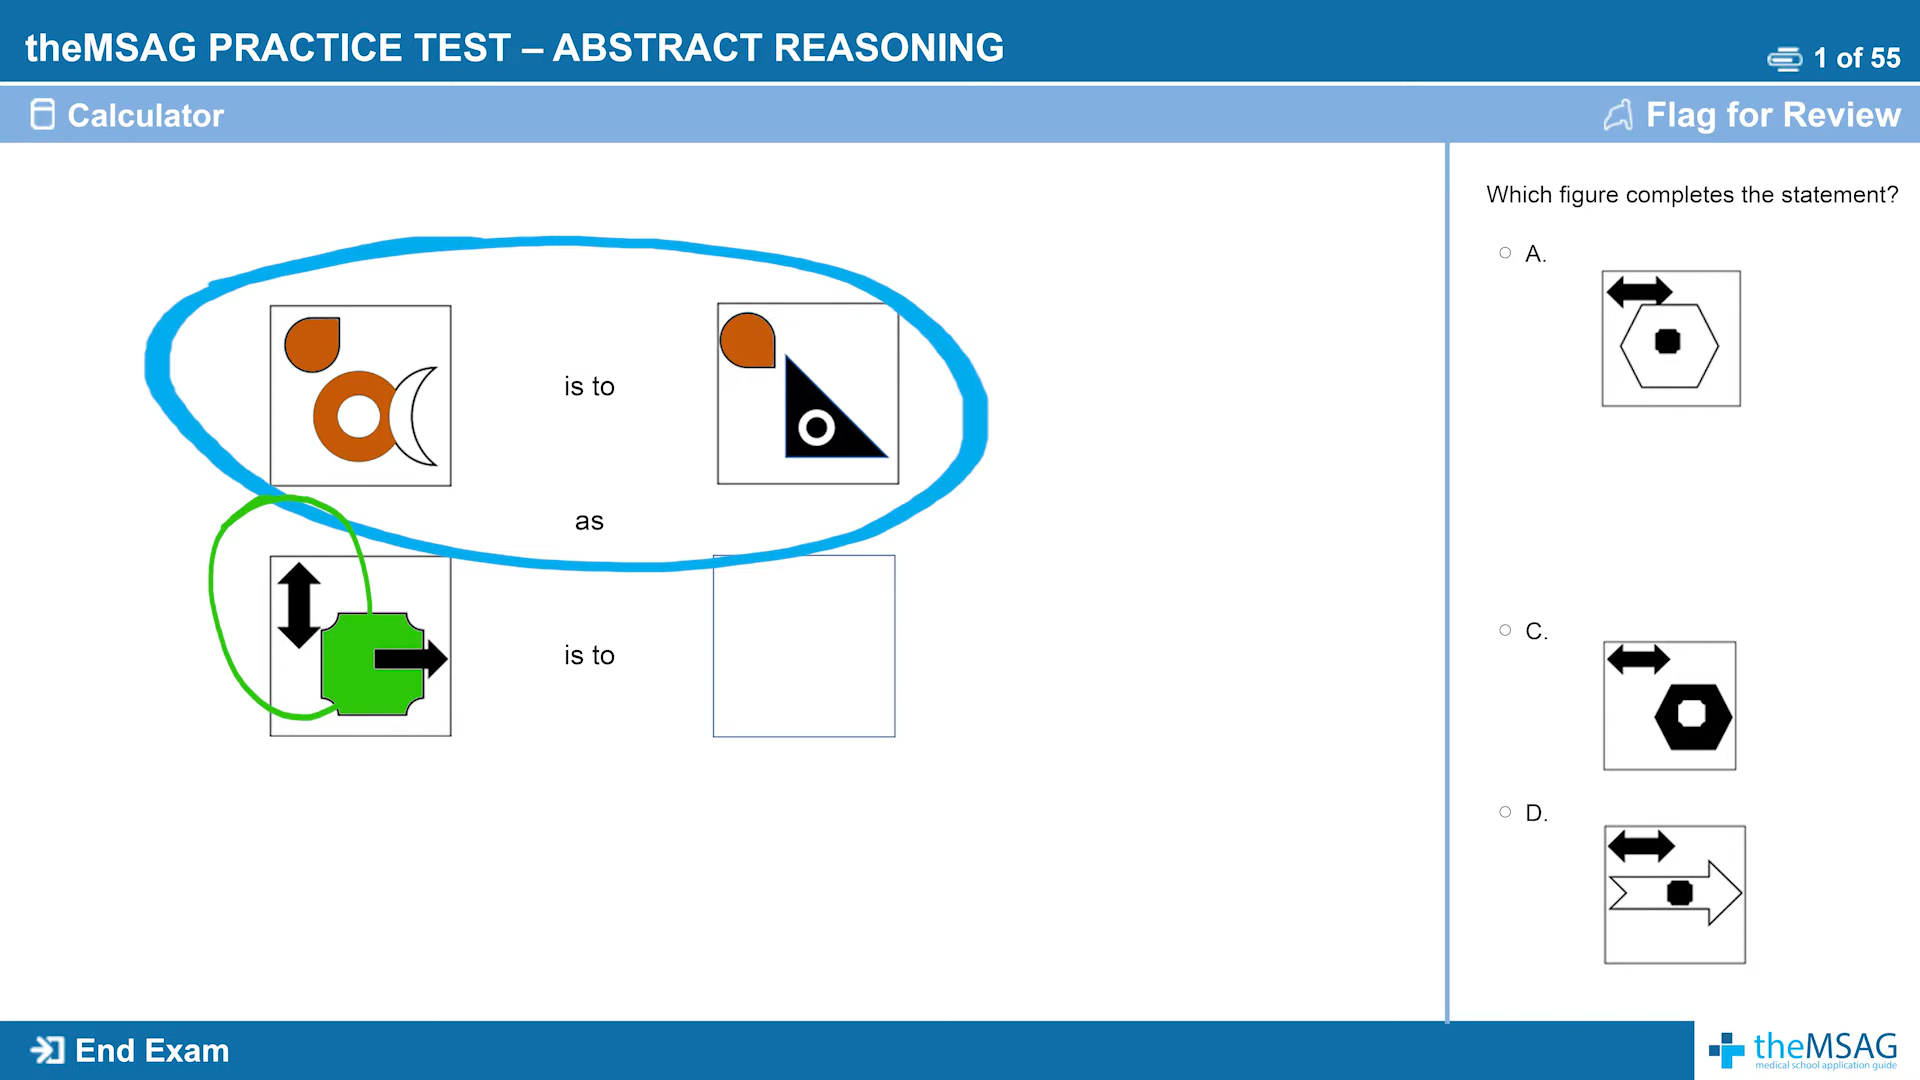 theMSAG PRACTICE TEST – ABSTRACT REASONING
1 of 55
Calculator
Flag for Review
Which figure completes the statement?
A.
is to
as
is to
C.
D.
End Exam
theMSAG
medical school application guide